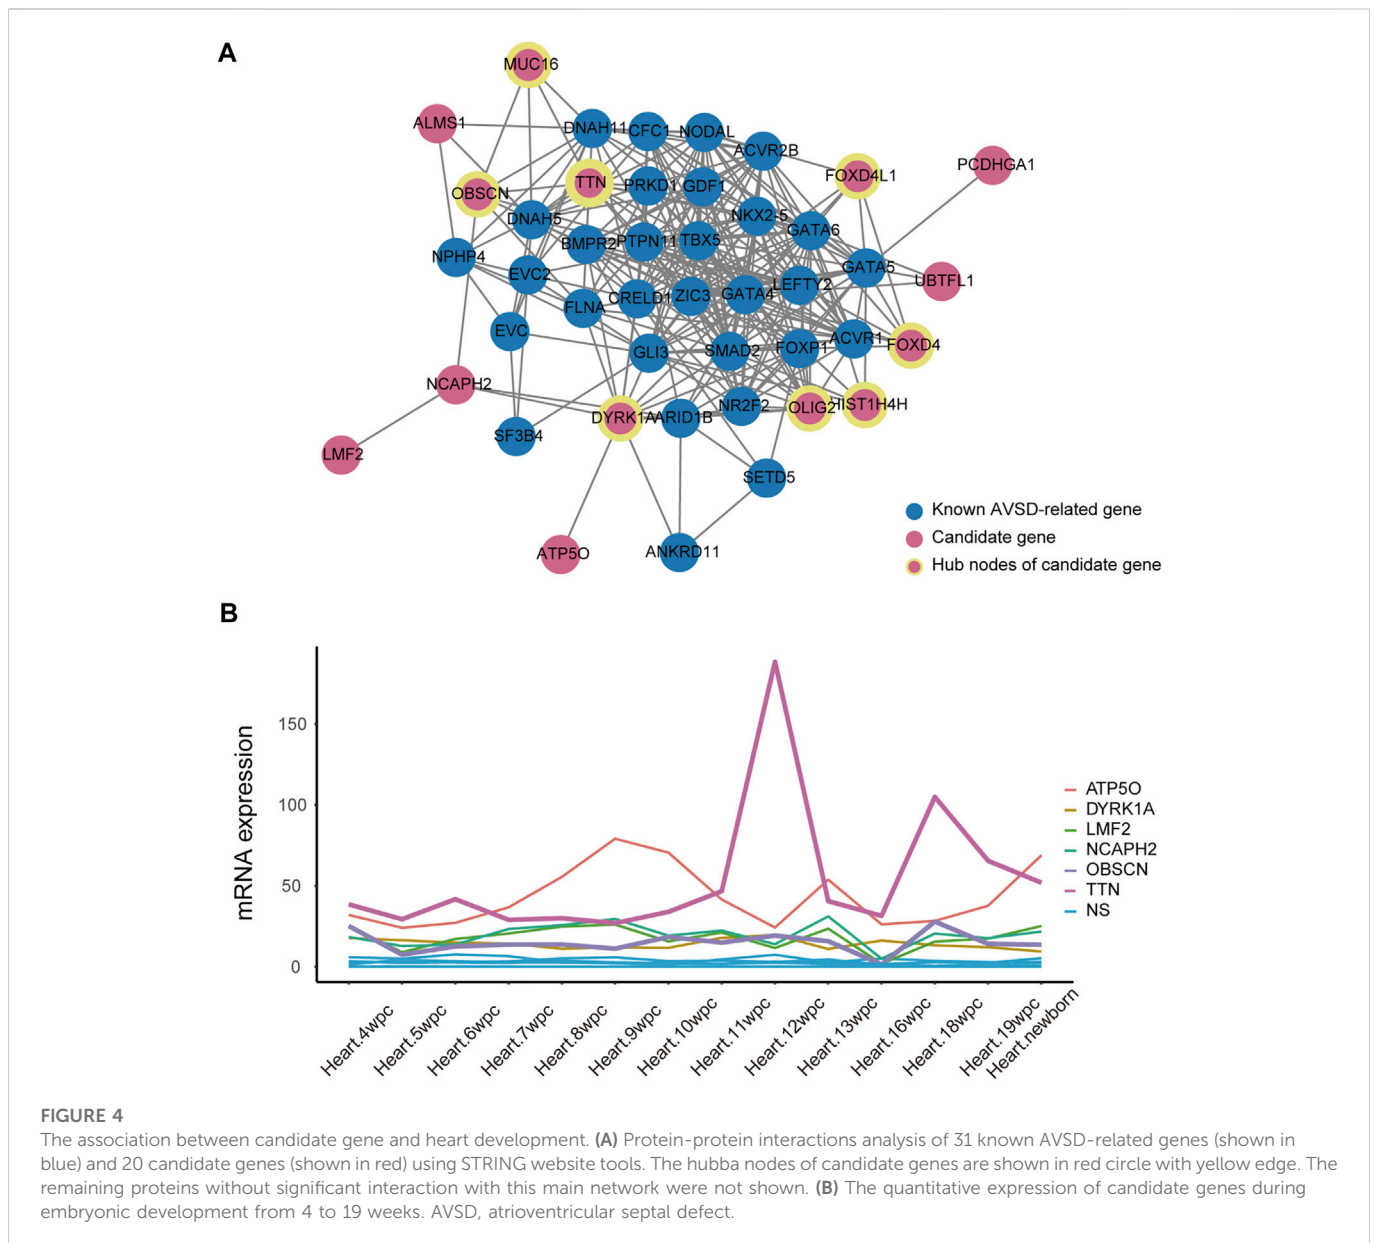 A
MUC16
ALMS1
DNAH11
CFC1
NODAL
ACVR2B
PCDHGA1
FOXD4L1
OBSCN
TTN
PRKD1
GDF1
DNAH5
NKX2-5
GATA6
BMPR2
PTPN11
TBX5
NPHP4
EVC2
GATA5
UBTFL1
LEFTY2
FLNA
CRELD1
ZIC3
GATA4
EVC
GLI3
SMAD2
FOXP1
ACVR1
FOXD4
NCAPH2
DYRK1A
ARID1B
NR2F2
OLIG2
HIST1H4H
SF3B4
LMF2
SETD5
ATP5O
ANKRD11
Known AVSD-related gene
Candidate gene
Hub nodes of candidate gene
B
mRNA expression
150
100
50
0
ATP5O
DYRK1A
LMF2
NCAPH2
OBSCN
TTN
NS
Heart.4wpc
Heart.5wpc
Heart.6wpc
Heart.7wpc
Heart.8wpc
Heart.9wpc
Heart.10wpc
Heart.11wpc
Heart.12wpc
Heart.13wpc
Heart.16wpc
Heart.18wpc
Heart.19wpc
Heart.newborn
FIGURE 4
The association between candidate gene and heart development. (A) Protein-protein interactions analysis of 31 known AVSD-related genes (shown in
blue) and 20 candidate genes (shown in red) using STRING website tools. The hubba nodes of candidate genes are shown in red circle with yellow edge. The
remaining proteins without significant interaction with this main network were not shown. (B) The quantitative expression of candidate genes during
embryonic development from 4 to 19 weeks. AVSD, atrioventricular septal defect.